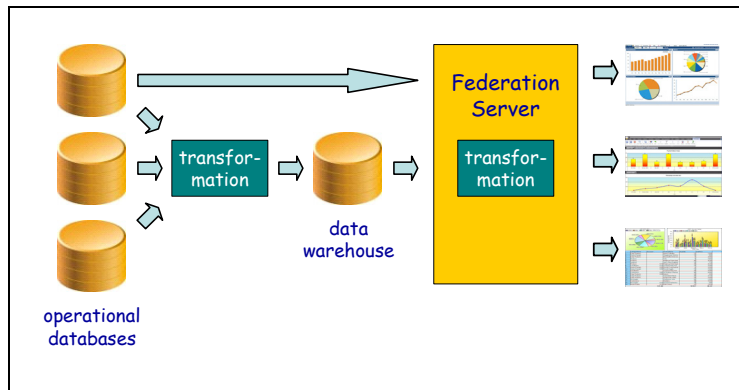 Federation
Server
transfor-
mation
transfor-
mation
data
warehouse
operational
databases